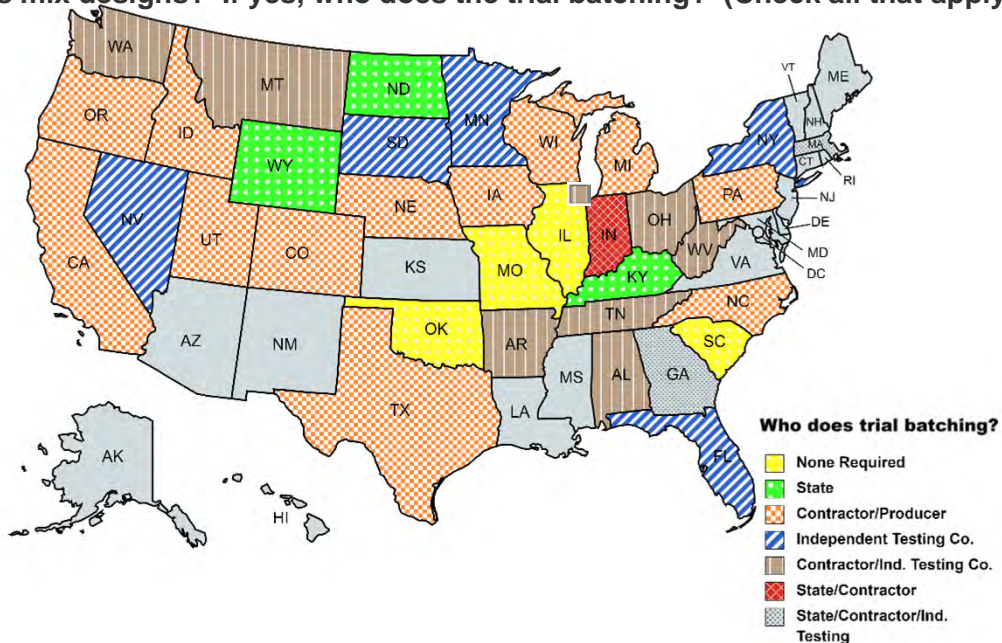 s mix designs? If yes, who does the trial batching? (Check all that apply
WA
MT
ND
MN
VT
ME
OR
ID
WY
SD
WI
MI
NY
NH
MA
CT
RI
NV
UT
CO
NE
IA
IL
IN
OH
PA
NJ
DE
MD
DC
CA
KS
MO
KY
WV
VA
AZ
NM
OK
AR
TN
NC
SC
TX
LA
MS
AL
GA
FL
AK
HI
Who does trial batching?
None Required
State
Contractor/Producer
Independent Testing Co.
Contractor/Ind. Testing Co.
State/Contractor
State/Contractor/Ind.
Testing